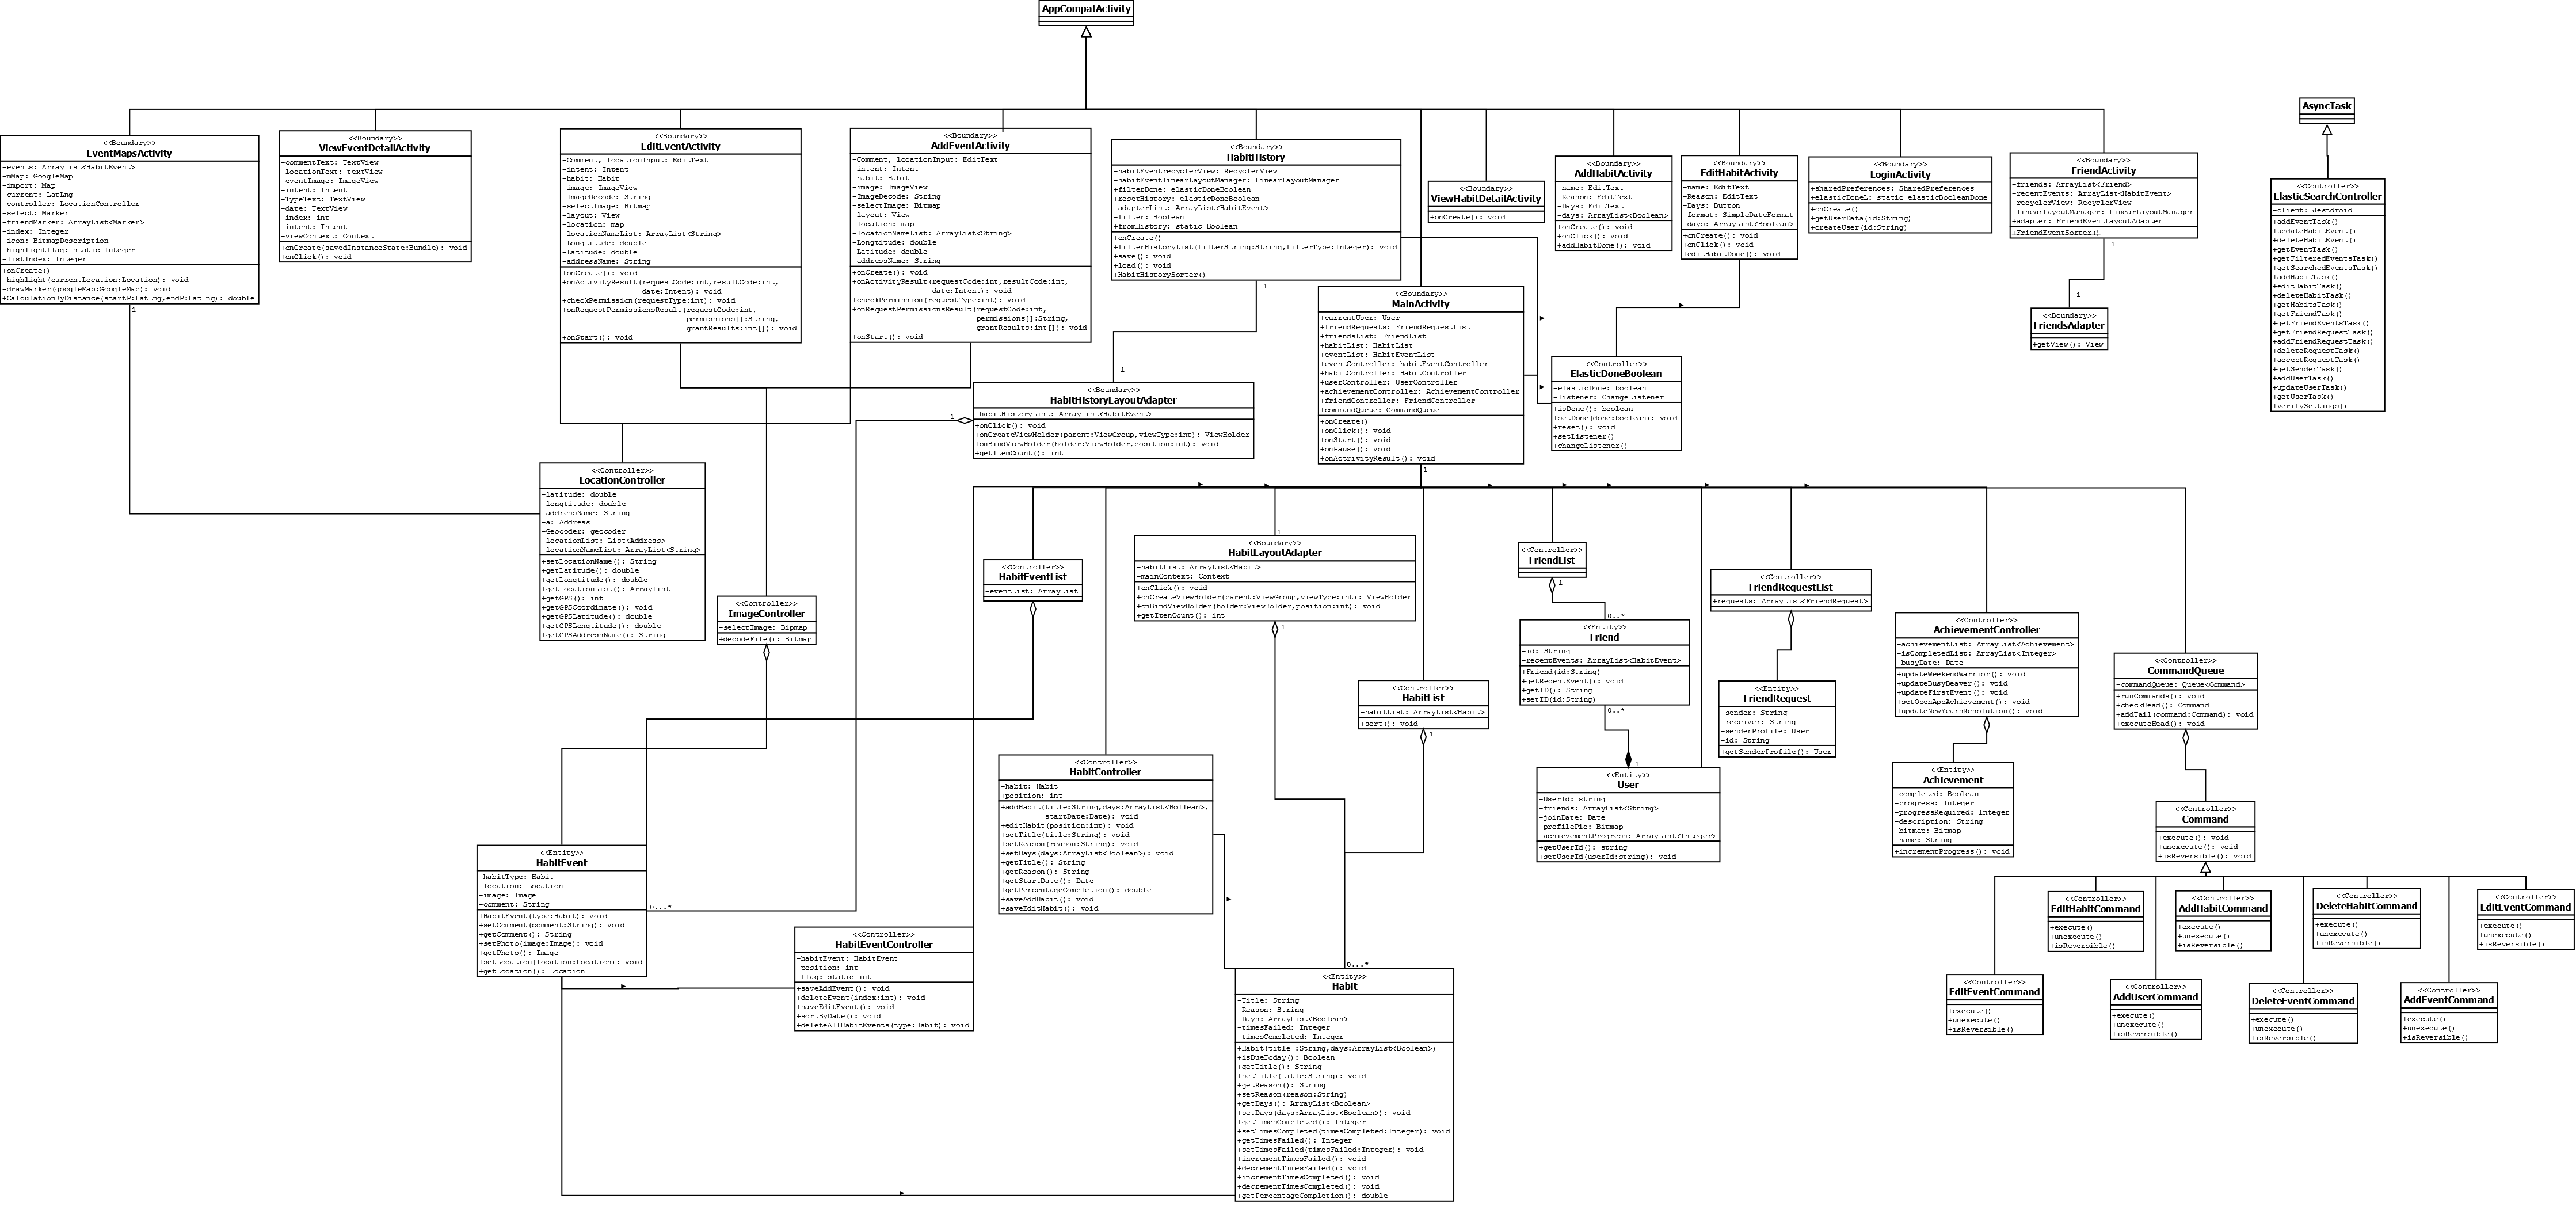 AppCompatActivity
AsyncTask
<<Boundary>>
EventMapsActivity
-events: ArrayList<HabitEvent>
-mMap: GoogleMap
-import: Map
-current: LatLng
-controller: LocationController
-select: Marker
-friendMarker: ArrayList<Marker>
-index: Integer
-icon: BitmapDescription
-highlightflag: static Integer
-listIndex: Integer
+onCreate()
-highlight(currentLocation:Location): void
-drawMarker(googleMap:GoogleMap): void
+CalculationByDistance(startP:LatLng,endP:LatLng): double
1
<<Boundary>>
ViewEventDetailActivity
-commentText: TextView
-locationText: textView
-eventImage: ImageView
-intent: Intent
-TypeText: TextView
-date: TextView
-index: int
-intent: Intent
-viewContext: Context
+onCreate(savedInstanceState:Bundle): void
+onClick(): void
<<Boundary>>
EditEventActivity
-Comment, locationInput: EditText
-intent: Intent
-habit: Habit
-image: ImageView
-ImageDecode: String
-selectImage: Bitmap
-layout: View
-location: map
-locationNameList: ArrayList<String>
-Longtitude: double
-Latitude: double
-addressName: String
+onCreate(): void
+onActivityResult(requestCode:int,resultCode:int,
date:Intent): void
+checkPermission(requestType:int): void
+onRequestPermissionsResult(requestCode:int,
permissions[]:String,
grantResults:int[]): void
+onStart(): void
<<Boundary>>
AddEventActivity
-Comment, locationInput: EditText
-intent: Intent
-habit: Habit
-image: ImageView
-ImageDecode: String
-selectImage: Bitmap
-layout: View
-location: map
-locationNameList: ArrayList<String>
-Longtitude: double
-Latitude: double
-addressName: String
+onCreate(): void
+onActivityResult(requestCode:int,resultCode:int,
date:Intent): void
+checkPermission(requestType:int): void
+onRequestPermissionsResult(requestCode:int,
permissions[]:String,
grantResults:int[]): void
+onStart(): void
<<Boundary>>
HabitHistory
-habitEventrecyclerView: RecyclerView
-habitEventlinearLayoutManager: LinearLayoutManager
+filterDone: elasticDoneBoolean
+resetHistory: elasticDoneBoolean
-adapterList: ArrayList<HabitEvent>
-filter: Boolean
+fromHistory: static Boolean
+onCreate()
+filterHistoryList(filterString:String,filterType:Integer): void
+save(): void
+load(): void
+HabitHistorySorter()
1
<<Boundary>>
ViewHabitDetailActivity
+onCreate(): void
<<Boundary>>
AddHabitActivity
-name: EditText
-Reason: EditText
-Days: EditText
-days: ArrayList<Boolean>
+onCreate(): void
+onClick(): void
+addHabitDone(): void
<<Boundary>>
EditHabitActivity
-name: EditText
-Reason: EditText
-Days: Button
-format: SimpleDateFormat
-days: ArrayList<Boolean>
+onCreate(): void
+onClick(): void
+editHabitDone(): void
<<Boundary>>
LoginActivity
+sharedPreferences: SharedPreferences
+elasticDoneL: static elasticBooleanDone
+onCreate()
+getUserData(id:String)
+createUser(id:String)
<<Boundary>>
FriendActivity
-friends: ArrayList<Friend>
-recentEvents: ArrayList<HabitEvent>
-recyclerView: RecyclerView
-linearLayoutManager: LinearLayoutManager
+adapter: FriendEventLayoutAdapter
+FriendEventSorter()
1
1
<<Boundary>>
FriendsAdapter
+getView(): View
<<Controller>>
ElasticSearchController
-client: Jestdroid
+addEventTask()
+updateHabitEvent()
+deleteHabitEvent()
+getEventTask()
+getFilteredEventsTask()
+getSearchedEventsTask()
+addHabitTask()
+editHabitTask()
+deleteHabitTask()
+getHabitsTask()
+getFriendTask()
+getFriendEventsTask()
+getFriendRequestTask()
+addFriendRequestTask()
+deleteRequestTask()
+acceptRequestTask()
+getSenderTask()
+addUserTask()
+updateUserTask()
+getUserTask()
+verifySettings()
<<Boundary>>
MainActivity
+currentUser: User
+friendRequests: FriendRequestList
+friendsList: FriendList
+habitList: HabitList
+eventList: HabitEventList
+eventController: habitEventController
+habitController: HabitController
+userController: UserController
+achievementController: AchievementController
+friendController: FriendController
+commandQueue: CommandQueue
+onCreate()
+onClick(): void
+onStart(): void
+onPause(): void
+onActrivityResult(): void
1
<<Controller>>
ElasticDoneBoolean
-elasticDone: boolean
-listener: ChangeListener
+isDone(): boolean
+setDone(done:boolean): void
+reset(): void
+setListener()
+changeListener()
1
<<Boundary>>
HabitHistoryLayoutAdapter
-habitHistoryList: ArrayList<HabitEvent>
+onClick(): void
+onCreateViewHolder(parent:ViewGroup,viewType:int): ViewHolder
+onBindViewHolder(holder:ViewHolder,position:int): void
+getItemCount(): int
1
<<Controller>>
LocationController
-latitude: double
-longtitude: double
-addressName: String
-a: Address
-Geocoder: geocoder
-locationList: List<Address>
-locationNameList: ArrayList<String>
+setLocationName(): String
+getLatitude(): double
+getLongtitude(): double
+getLocationList(): Arraylist
+getGPS(): int
+getGPSCoordinate(): void
+getGPSLatitude(): double
+getGPSLongtitude(): double
+getGPSAddressName(): String
<<Controller>>
ImageController
-selectImage: Bipmap
+decodeFile(): Bitmap
<<Controller>>
HabitEventList
-eventList: ArrayList
1
<<Boundary>>
HabitLayoutAdapter
-habitList: ArrayList<Habit>
-mainContext: Context
+onClick(): void
+onCreateViewHolder(parent:ViewGroup,viewType:int): ViewHolder
+onBindViewHolder(holder:ViewHolder,position:int): void
+getItenCount(): int
1
<<Controller>>
FriendList
1
0..*
<<Entity>>
Friend
-id: String
-recentEvents: ArrayList<HabitEvent>
+Friend(id:String)
+getRecentEvent(): void
+getID(): String
+setID(id:String)
0..*
1
<<Controller>>
FriendRequestList
+requests: ArrayList<FriendRequest>
<<Entity>>
FriendRequest
-sender: String
-receiver: String
-senderProfile: User
-id: String
+getSenderProfile(): User
<<Controller>>
AchievementController
-achievementList: ArrayList<Achievement>
-isCompletedList: ArrayList<Integer>
-busyDate: Date
+updateWeekendWarrior(): void
+updateBusyBeaver(): void
+updateFirstEvent(): void
+setOpenAppAchievement(): void
+updateNewYearsResolution(): void
<<Controller>>
CommandQueue
-commandQueue: Queue<Command>
+runCommands(): void
+checkHead(): Command
+addTail(command:Command): void
+executeHead(): void
<<Controller>>
HabitList
-habitList: ArrayList<Habit>
+sort(): void
1
<<Controller>>
HabitController
-habit: Habit
+position: int
+addHabit(title:String,days:ArrayList<Bollean>,
startDate:Date): void
+editHabit(position:int): void
+setTitle(title:String): void
+setReason(reason:String): void
+setDays(days:ArrayList<Boolean>): void
+getTitle(): String
+getReason(): String
+getStartDate(): Date
+getPercentageCompletion(): double
+saveAddHabit(): void
+saveEditHabit(): void
<<Entity>>
User
-UserId: string
-friends: ArrayList<String>
-joinDate: Date
-profilePic: Bitmap
-achievementProgress: ArrayList<Integer>
+getUserId(): string
+setUserId(userId:string): void
<<Entity>>
Achievement
-completed: Boolean
-progress: Integer
-progressRequired: Integer
-description: String
-bitmap: Bitmap
-name: String
+incrementProgress(): void
<<Controller>>
Command
+execute(): void
+unexecute(): void
+isReversible(): void
<<Entity>>
HabitEvent
-habitType: Habit
-location: Location
-image: Image
-comment: String
+HabitEvent(type:Habit): void
+setComment(comment:String): void
+getComment(): String
+setPhoto(image:Image): void
+getPhoto(): Image
+setLocation(location:Location): void
+getLocation(): Location
0...*
<<Controller>>
HabitEventController
-habitEvent: HabitEvent
-position: int
-flag: static int
+saveAddEvent(): void
+deleteEvent(index:int): void
+saveEditEvent(): void
+sortByDate(): void
+deleteAllHabitEvents(type:Habit): void
0...*
<<Entity>>
Habit
-Title: String
-Reason: String
-Days: ArrayList<Boolean>
-timesFailed: Integer
-timesCompleted: Integer
+Habit(title :String,days:ArrayList<Boolean>)
+isDueToday(): Boolean
+getTitle(): String
+setTitle(title:String): void
+getReason(): String
+setReason(reason:String)
+getDays(): ArrayList<Boolean>
+setDays(days:ArrayList<Boolean>): void
+getTimesCompleted(): Integer
+setTimesCompleted(timesCompleted:Integer): void
+getTimesFailed(): Integer
+setTimesFailed(timesFailed:Integer): void
+incrementTimesFailed(): void
+decrementTimesFailed(): void
+incrementTimesCompleted(): void
+decrementTimesCompleted(): void
+getPercentageCompletion(): double
<<Controller>>
EditHabitCommand
+execute()
+unexecute()
+isReversible()
<<Controller>>
AddHabitCommand
+execute()
+unexecute()
+isReversible()
<<Controller>>
DeleteHabitCommand
+execute()
+unexecute()
+isReversible()
<<Controller>>
EditEventCommand
+execute()
+unexecute()
+isReversible()
<<Controller>>
EditEventCommand
+execute()
+unexecute()
+isReversible()
<<Controller>>
AddUserCommand
+execute()
+unexecute()
+isReversible()
<<Controller>>
DeleteEventCommand
+execute()
+unexecute()
+isReversible()
<<Controller>>
AddEventCommand
+execute()
+unexecute()
+isReversible()